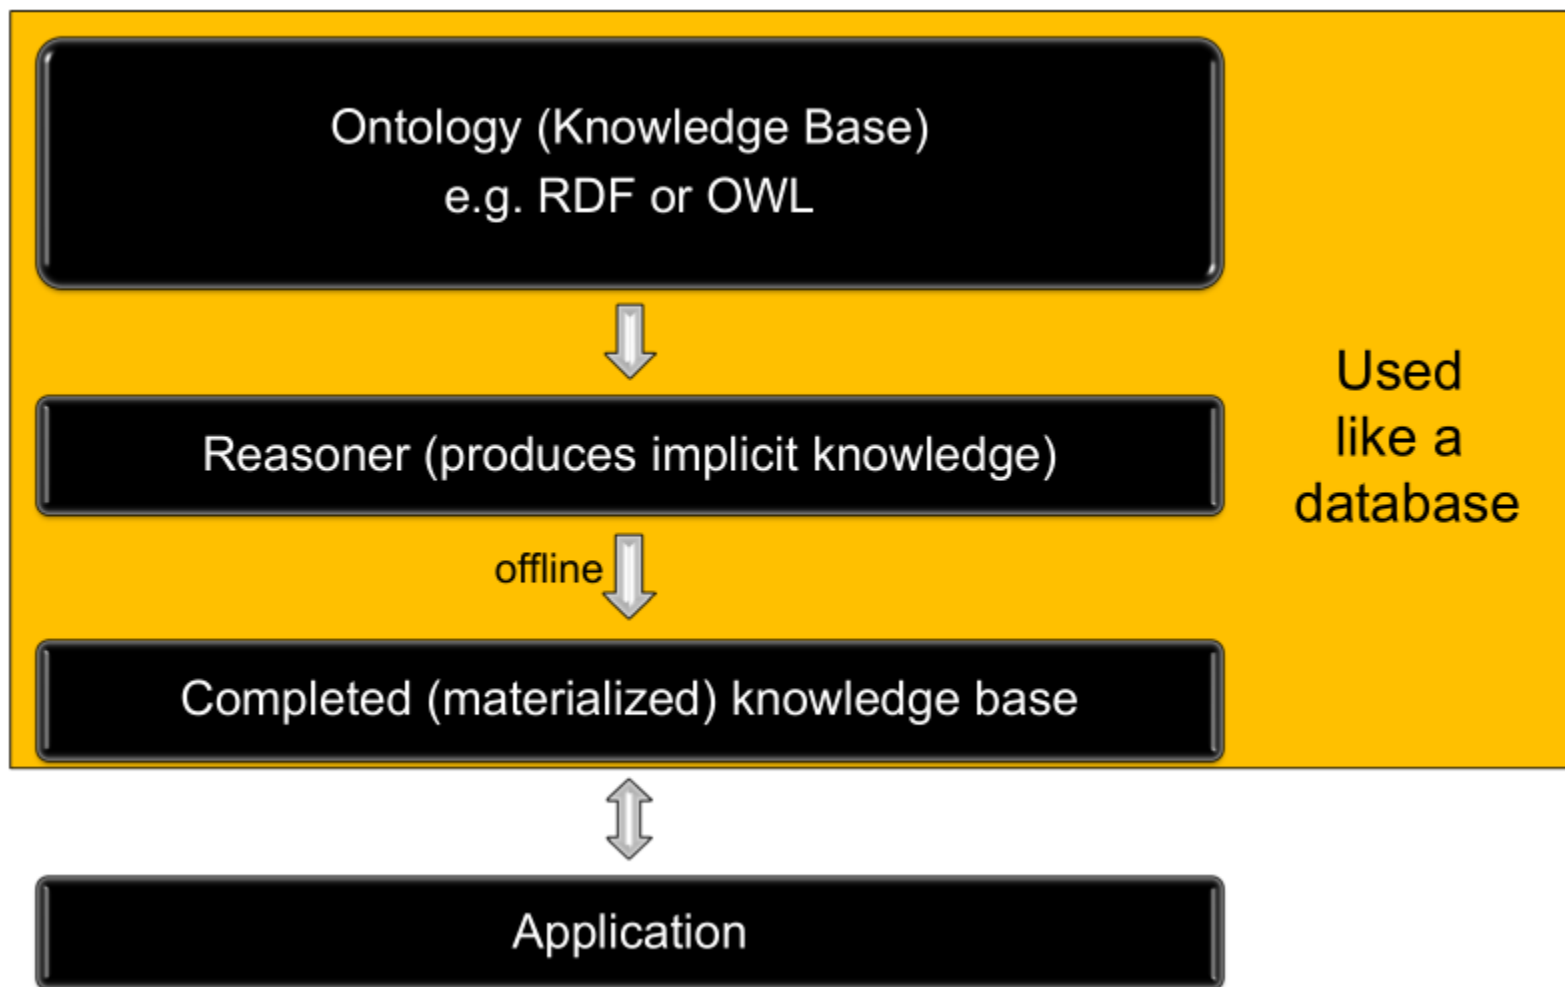 Ontology (Knowledge Base)
e.g. RDF or OWL
Reasoner (produces implicit knowledge)
Used
like a
database
offline
Completed (materialized) knowledge base
Application